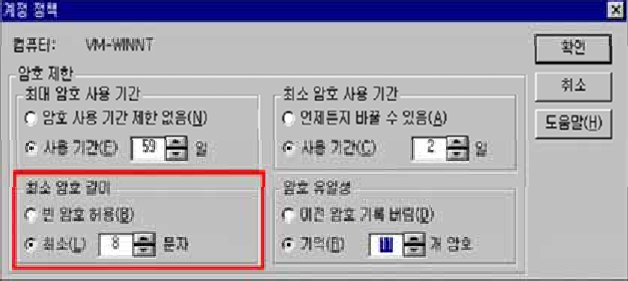 계정 정책
컴퓨터: VM-WINNT
확인
취소
도움말(H)
암호 제한
최대 암호 사용 기간
암호 사용 기간 제한 없음(N)
사용 기간(E) 59 일
최소 암호 사용 기간
언제든지 바꿀 수 있음(A)
사용 기간(C) 2 일
최소 암호 길이
빈 암호 허용(B)
최소(L) 8 문자
암호 유일성
이전 암호 기록 버림(D)
기억(R) 개 암호